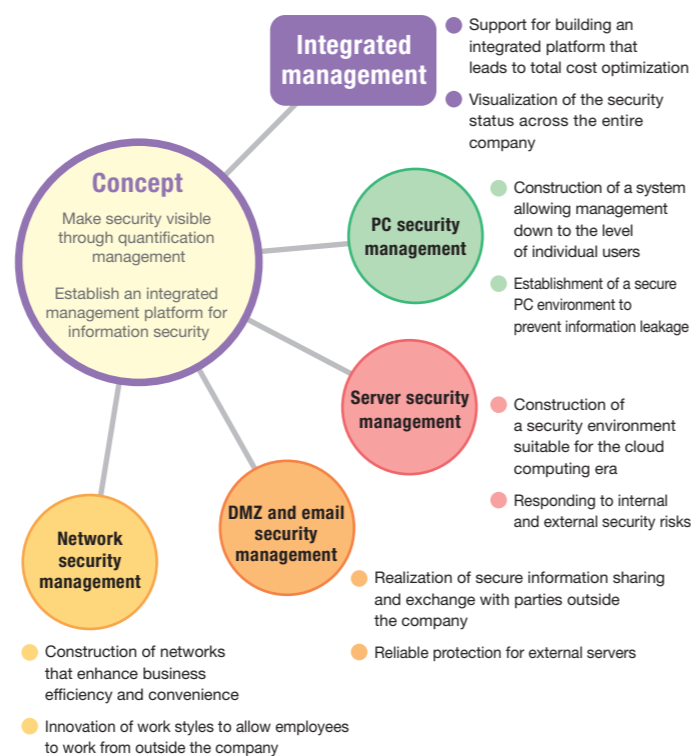 Integrated
management
Support for building an
integrated platform that
leads to total cost optimization
Visualization of the security
status across the entire
company
Concept
Make security visible
through quantification
management
Establish an integrated
management platform for
information security
PC security
management
Construction of a system
allowing management
down to the level
of individual users
Establishment of a secure
PC environment to
prevent information leakage
Server security
management
Construction of
a security environment
suitable for the cloud
computing era
Responding to internal
and external security risks
DMZ and email
security
management
Realization of secure information sharing
and exchange with parties outside
the company
Reliable protection for external servers
Network
security
management
Construction of networks
that enhance business
efficiency and convenience
Innovation of work styles to allow employees
to work from outside the company